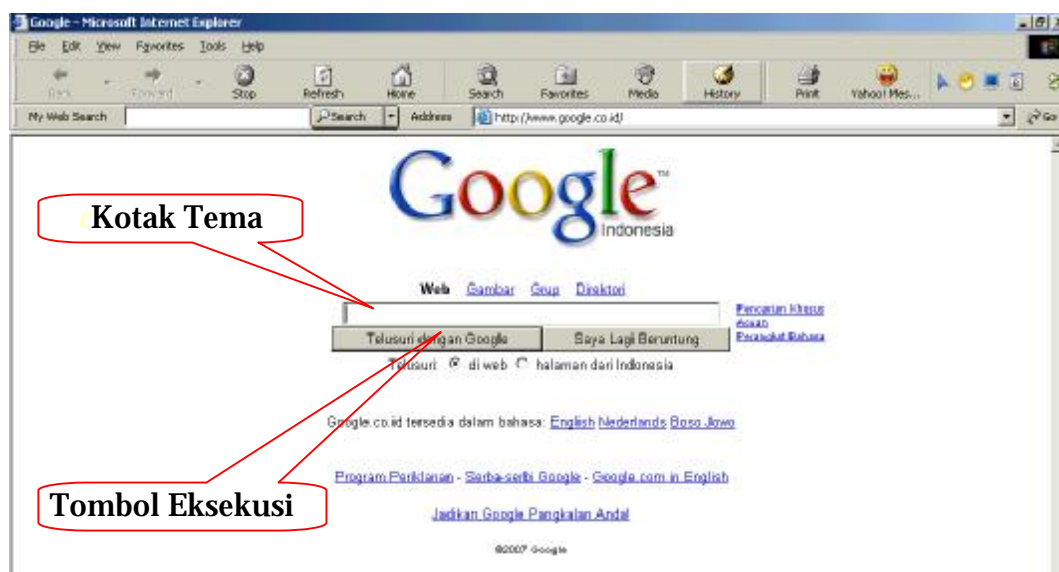 Google - Microsoft Internet Explorer
File Edit View Favorites Tools Help
Back Forward Stop Refresh Home Search Favorites Media History Print Yahoo! Mes...
My Web Search Search Address http://www.google.co.id/ Go
Google™
Indonesia
Kotak Tema
Web Gambar Grup Direktori
Pencarian Khusus
Acuan
Perangkat Bahasa
Telusuri dengan Google Saya Lagi Beruntung
Telusuri: di web halaman dari Indonesia
Google.co.id tersedia dalam bahasa: English Nederlands Boso Jowo
Program Periklanan - Serba-serbi Google - Google.com in English
Tombol Eksekusi
Jadikan Google Pangkalan Anda!
©2007 Google